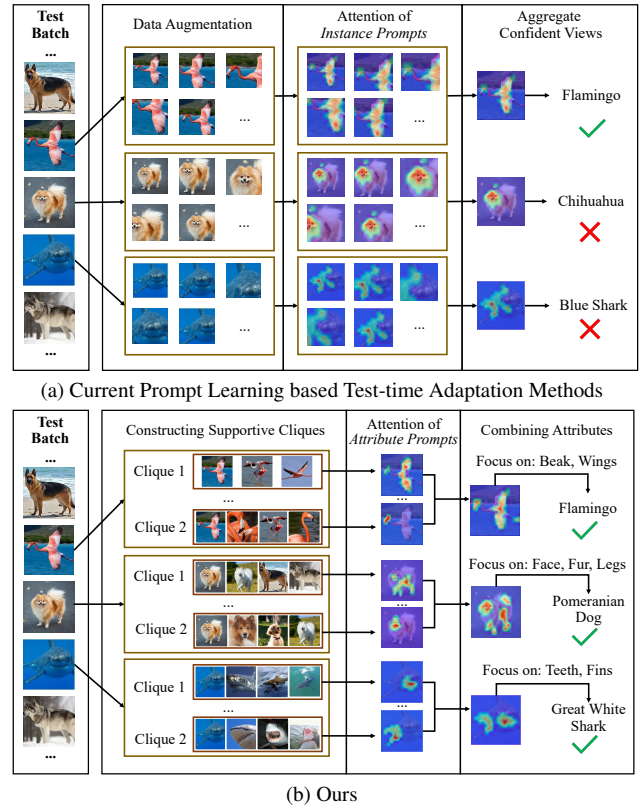 Test
Batch
...
Data Augmentation
Attention of
Instance Prompts
Aggregate
Confident Views
...
...
Flamingo
...
...
Chihuahua
...
...
Blue Shark
...
(a) Current Prompt Learning based Test-time Adaptation Methods
Test
Batch
...
Constructing Supportive Cliques
Attention of
Attribute Prompts
Combining Attributes
Clique 1
...
Clique 2
...
Focus on: Beak, Wings
Flamingo
Clique 1
...
Clique 2
...
Focus on: Face, Fur, Legs
Pomeranian
Dog
Clique 1
...
Clique 2
...
Focus on: Teeth, Fins
Great White
Shark
...
(b) Ours